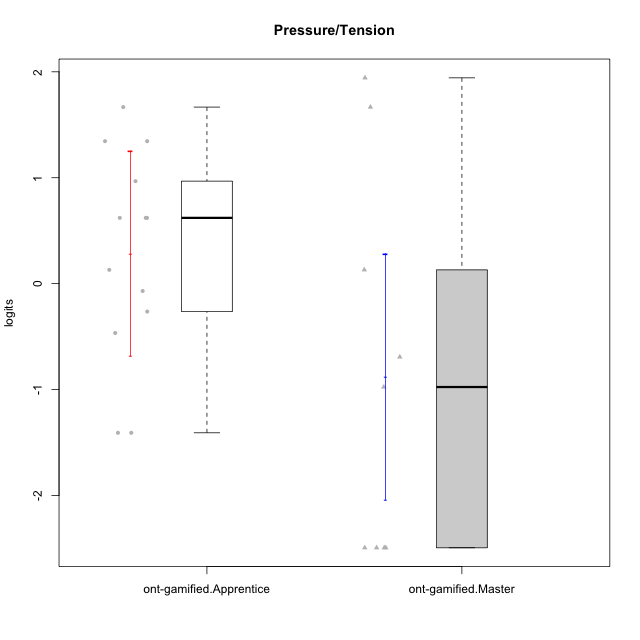 Pressure/Tension
logits
2
1
0
-1
-2
ont-gamified.Apprentice
ont-gamified.Master